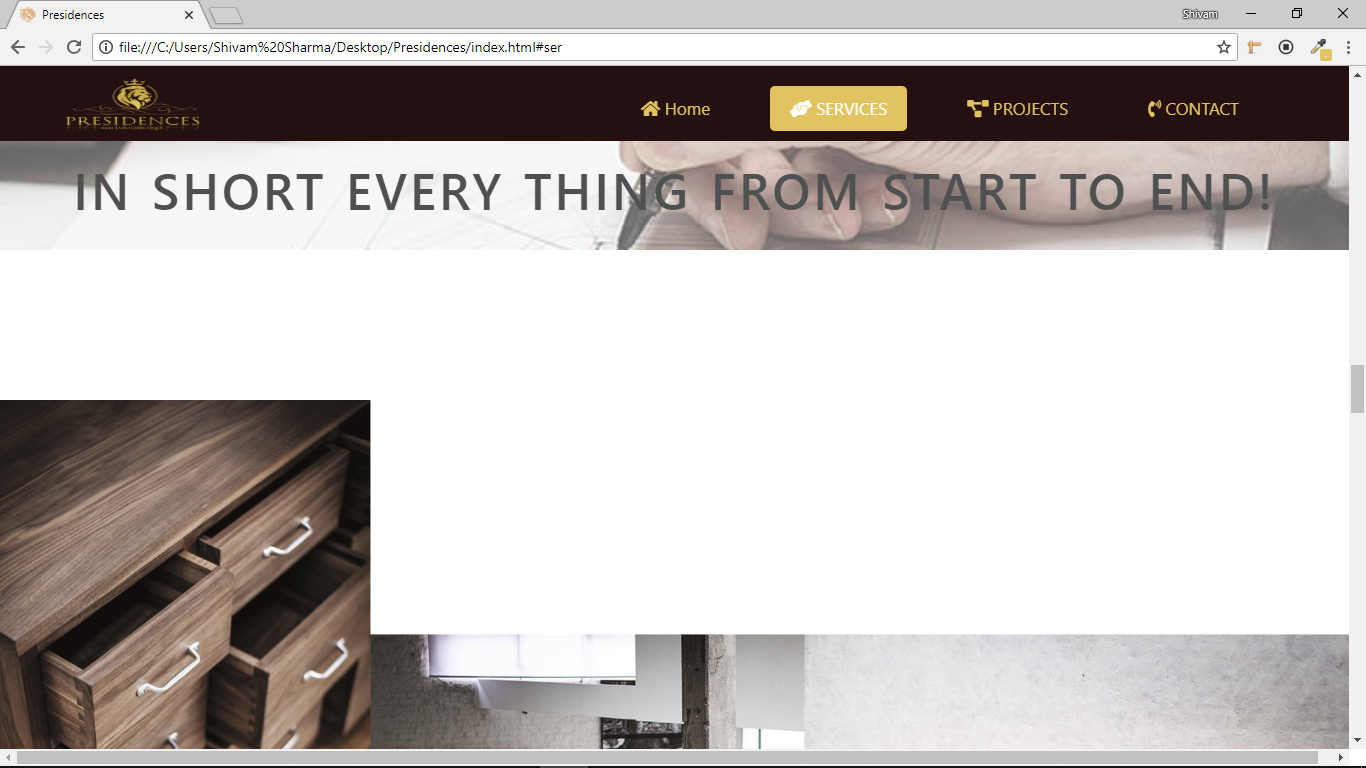 Presidences
Shivam
file:///C:/Users/Shivam%20Sharma/Desktop/Presidences/index.html#ser
PRESIDENCES
Home
SERVICES
PROJECTS
CONTACT
IN SHORT EVERY THING FROM START TO END!